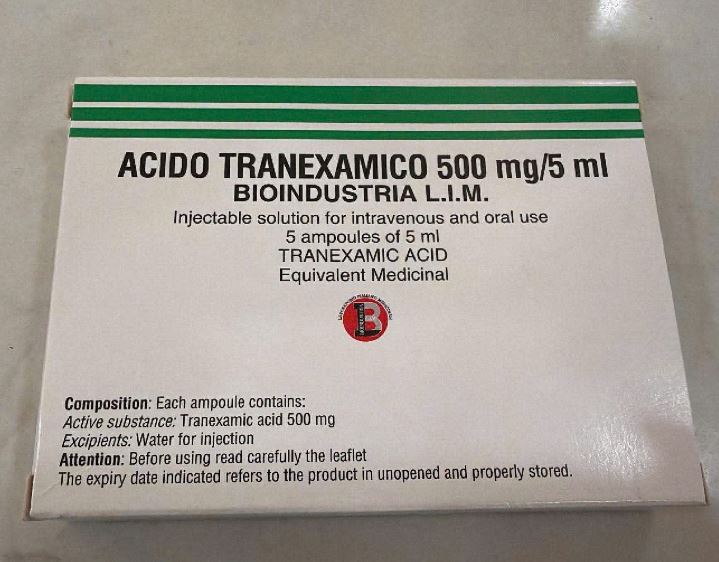 ACIDO TRANEXAMICO 500 mg/5 ml
BIOINDUSTRIA L.I.M.
Injectable solution for intravenous and oral use
5 ampoules of 5 ml
TRANEXAMIC ACID
Equivalent Medicinal
Composition: Each ampoule contains:
Active substance: Tranexamic acid 500 mg
Excipients: Water for injection
Attention: Before using read carefully the leaflet
The expiry date indicated refers to the product in unopened and properly stored.